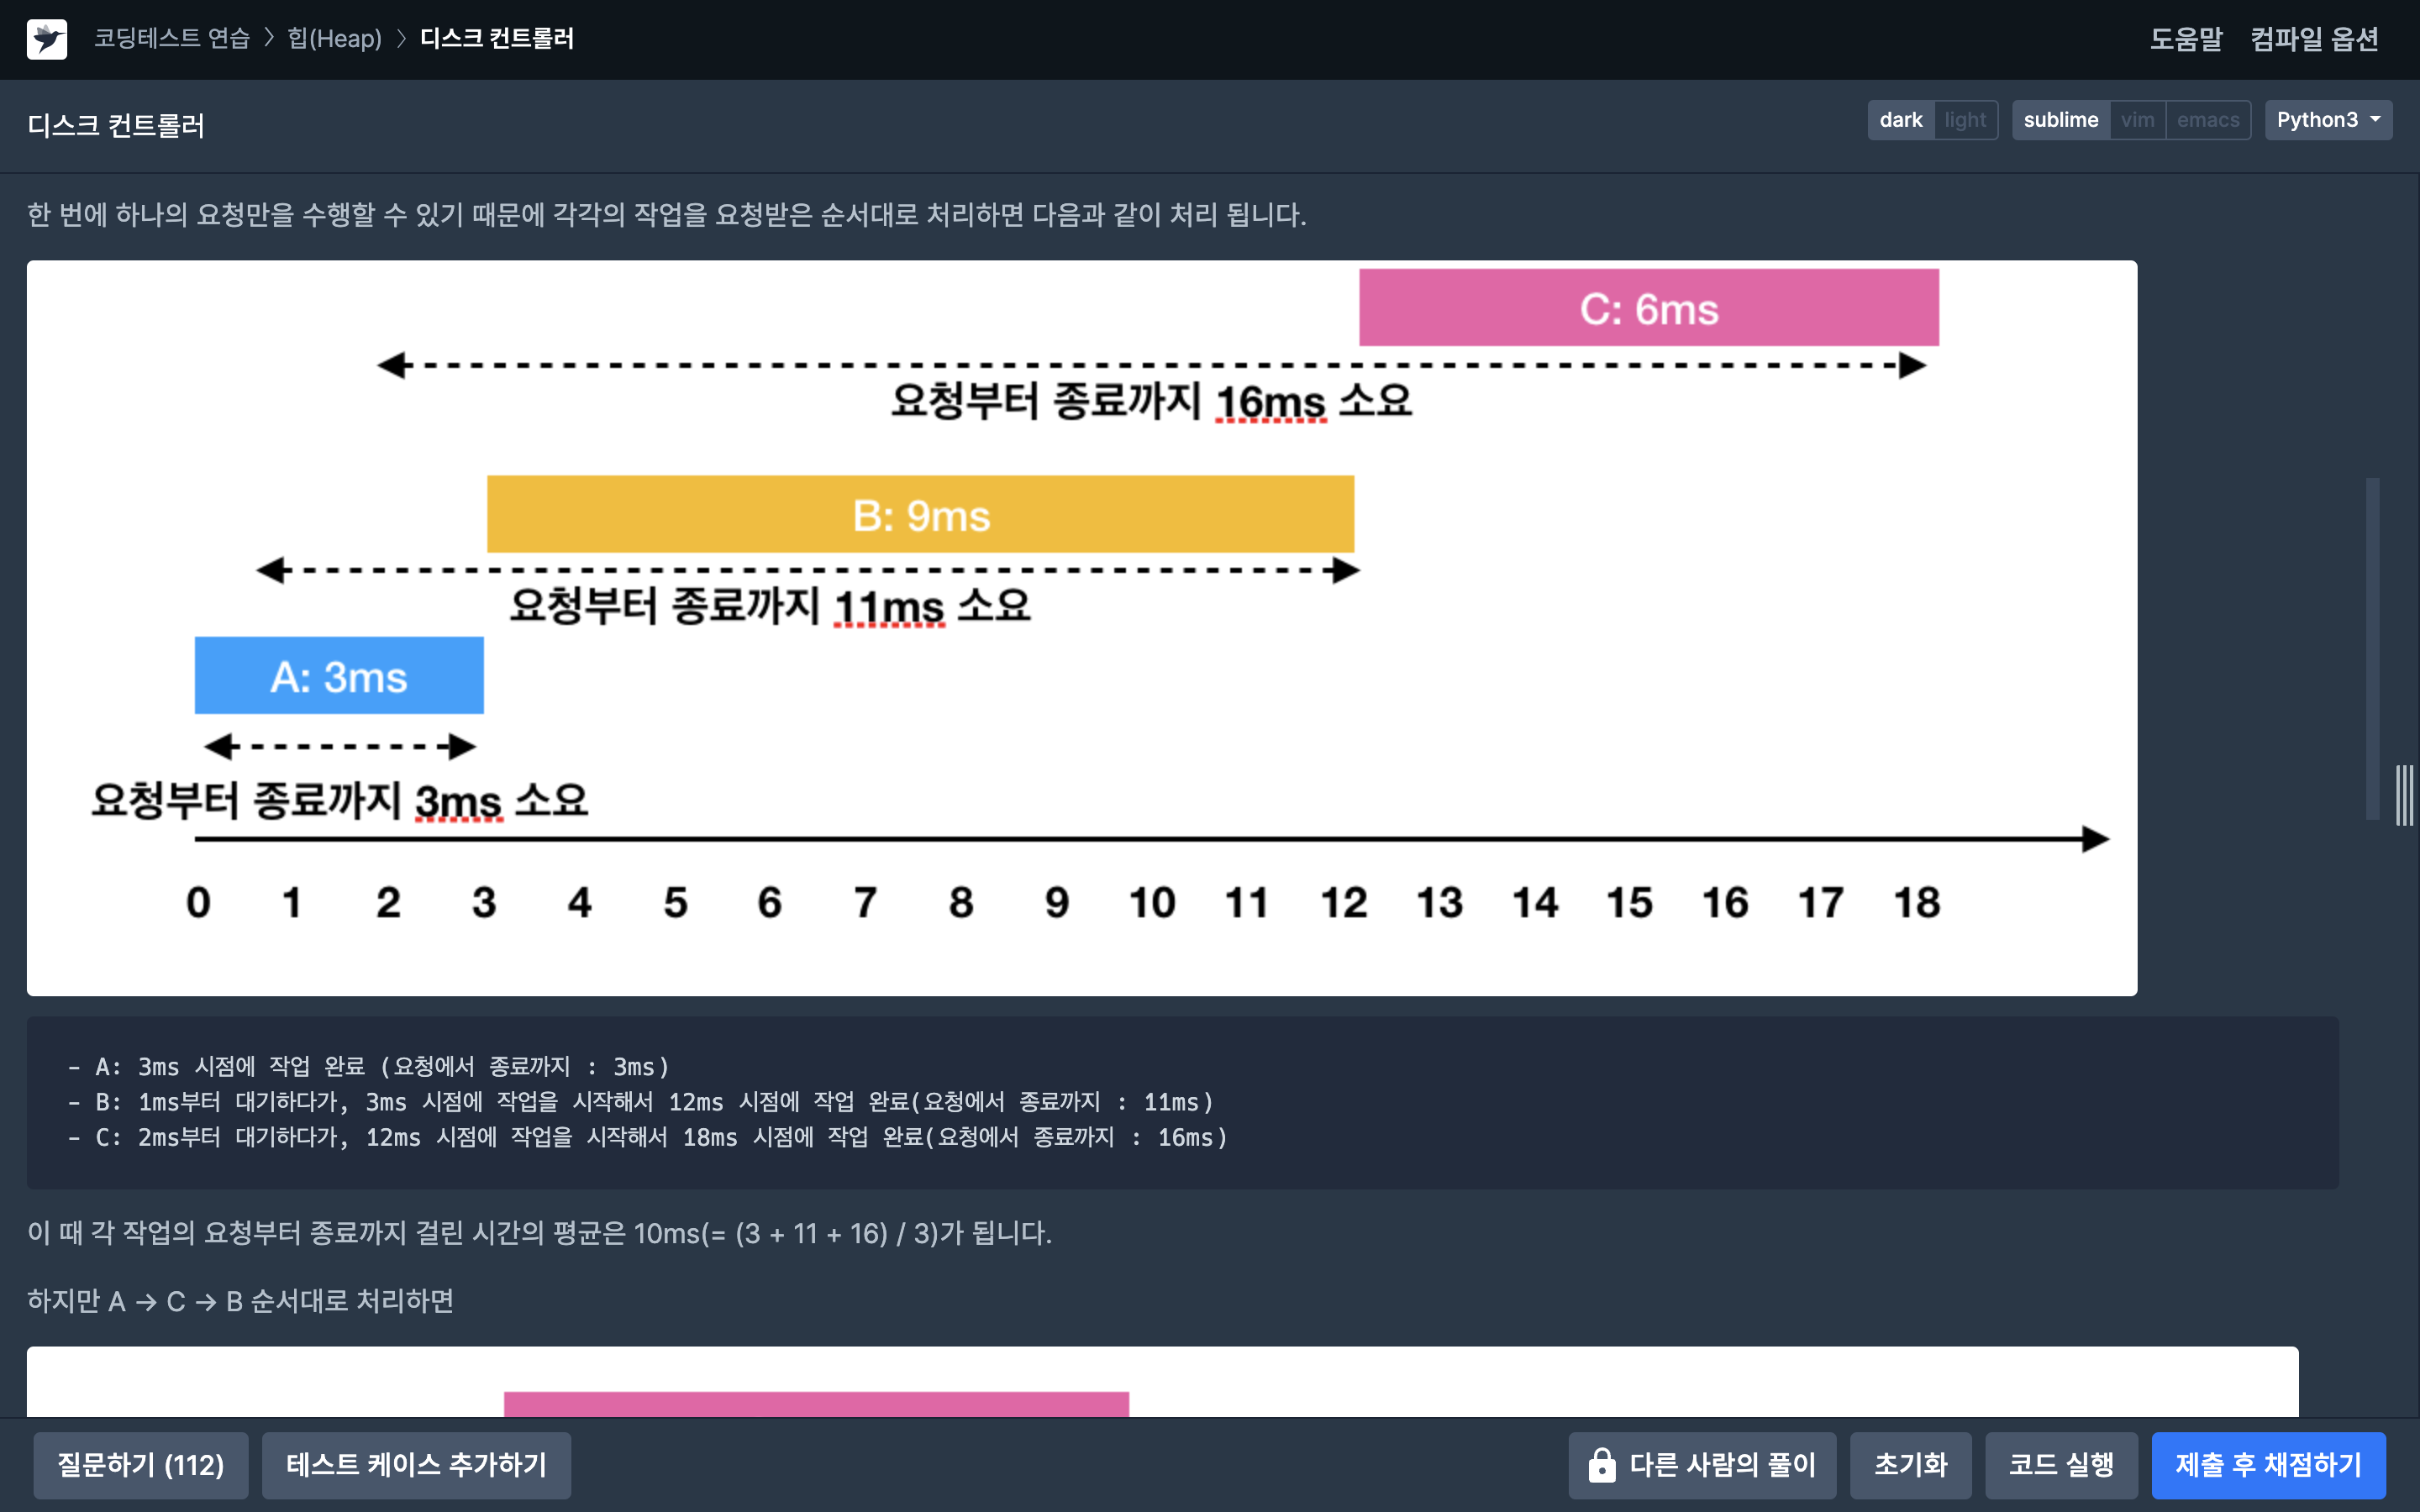 코딩테스트 연습 > 힙(Heap) > 디스크 컨트롤러
도움말 컴파일 옵션
디스크 컨트롤러
dark light sublime vim emacs Python3
한 번에 하나의 요청만을 수행할 수 있기 때문에 각각의 작업을 요청받은 순서대로 처리하면 다음과 같이 처리 됩니다.
C: 6ms
요청부터 종료까지 16ms 소요
B: 9ms
요청부터 종료까지 11ms 소요
A: 3ms
요청부터 종료까지 3ms 소요
0 1 2 3 4 5 6 7 8 9 10 11 12 13 14 15 16 17 18
- A: 3ms 시점에 작업 완료 (요청에서 종료까지 : 3ms)
- B: 1ms부터 대기하다가, 3ms 시점에 작업을 시작해서 12ms 시점에 작업 완료(요청에서 종료까지 : 11ms)
- C: 2ms부터 대기하다가, 12ms 시점에 작업을 시작해서 18ms 시점에 작업 완료(요청에서 종료까지 : 16ms)
이 때 각 작업의 요청부터 종료까지 걸린 시간의 평균은 10ms(= (3 + 11 + 16) / 3)가 됩니다.
하지만 A → C → B 순서대로 처리하면
질문하기 (112) 테스트 케이스 추가하기 다른 사람의 풀이 초기화 코드 실행 제출 후 채점하기